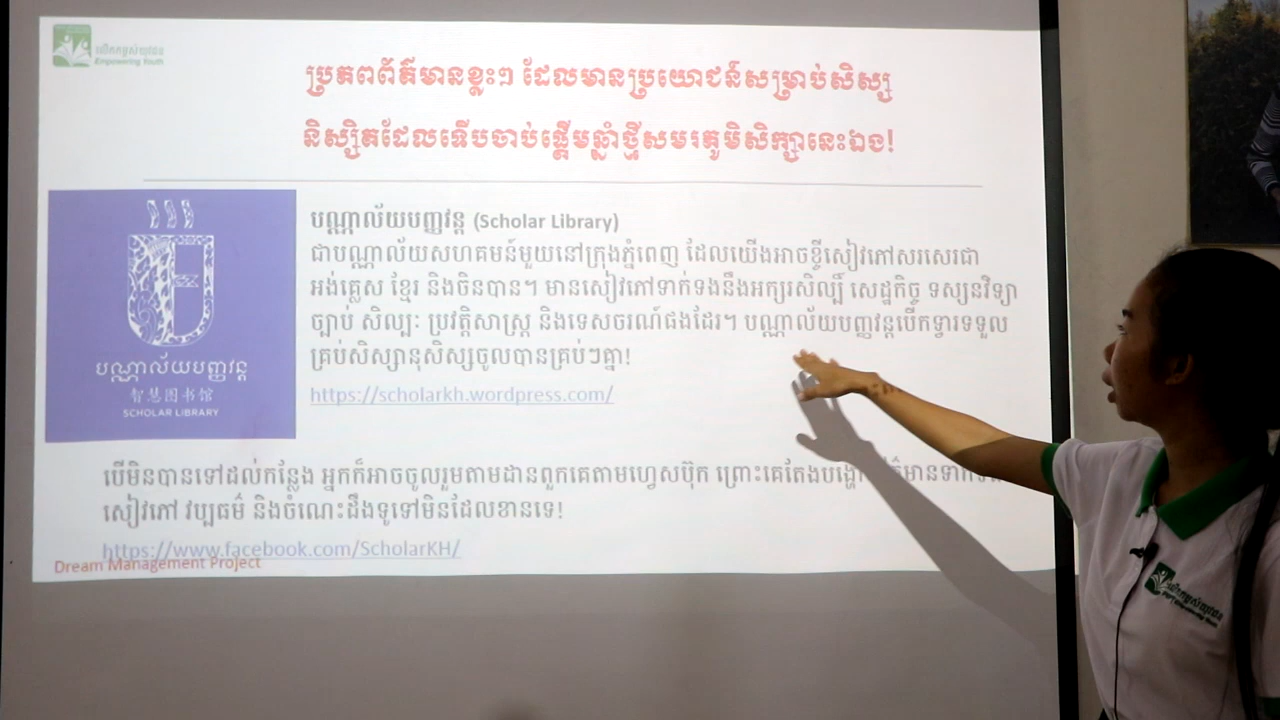 លើកកម្ពស់យុវជន
Empowering Youth
ប្រភពព័ត៌មានខ្លះៗ ដែលមានប្រយោជន៍សម្រាប់សិស្ស
និស្សិតដែលទើបចាប់ផ្តើមឆ្នាំថ្មីសមរភូមិសិក្សានេះឯង!
បណ្ណាល័យបញ្ញវន្ត (Scholar Library)
ជាបណ្ណាល័យសហគមន៍មួយនៅក្រុងភ្នំពេញ ដែលយើងអាចខ្ចីសៀវភៅសរសេរជា
អង់គ្លេស ខ្មែរ និងចិនបាន។ មានសៀវភៅទាក់ទងនឹងអក្សរសិល្ប៍ សេដ្ឋកិច្ច ទស្សនវិទ្យា
ច្បាប់ សិល្បៈ ប្រវត្តិសាស្ត្រ និងទេសចរណ៍ផងដែរ។ បណ្ណាល័យបញ្ញវន្តបើកទ្វារទទួល
គ្រប់សិស្សានុសិស្សចូលបានគ្រប់ៗគ្នា!
https://scholarkh.wordpress.com/
បណ្ណាល័យបញ្ញវន្ត
智慧图书馆
SCHOLAR LIBRARY
បើមិនបានទៅដល់កន្លែង អ្នកក៏អាចចូលរួមតាមដានពួកគេតាមហ្វេសប៊ុក ព្រោះគេតែងបង្ហោ
សៀវភៅ វប្បធម៌ និងចំណេះដឹងទូទៅមិនដែលខានទេ!
https://www.facebook.com/ScholarKH/
Dream Management Project
លើកកម្ពស់យុវជន
Empowering Youth